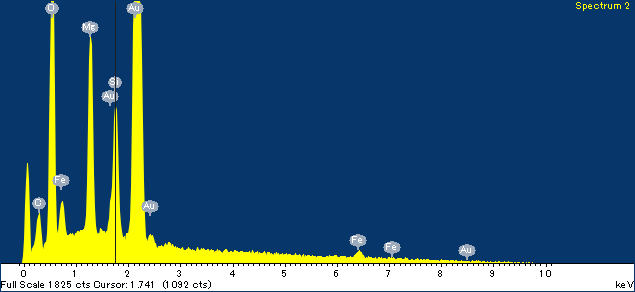 Spectrum 2
O Au
Mg
Si
Au
Fe
O Au
Fe Fe Au
0 1 2 3 4 5 6 7 8 9 10
Full Scale 1825 cts Cursor: 1.741 (1092 cts) keV